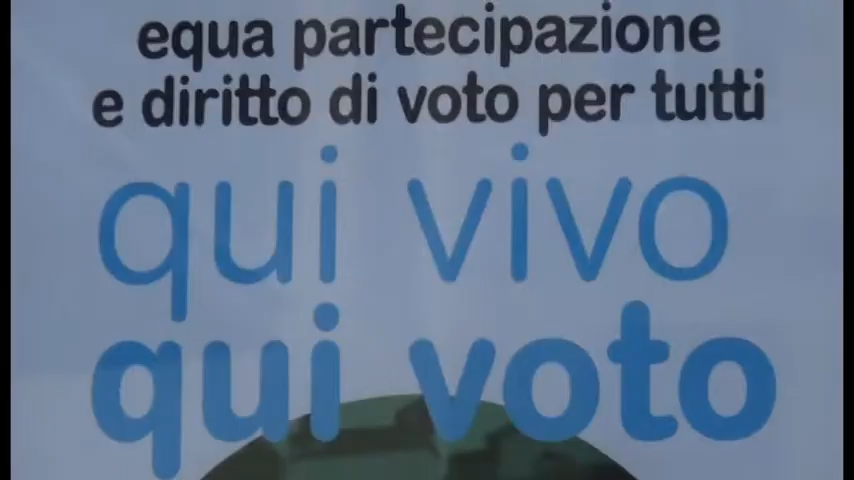 equa partecipazione
e diritto di voto per tutti
qui vivo
qui voto